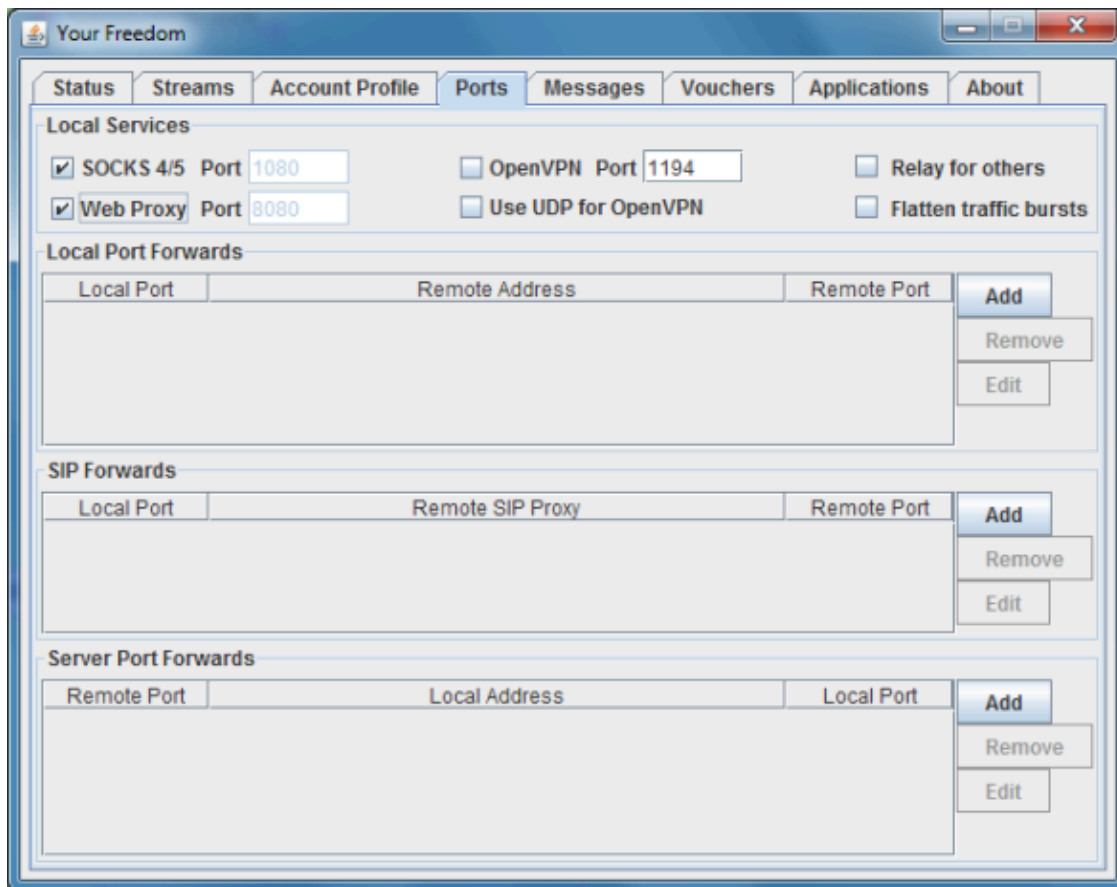 Your Freedom
Status Streams Account Profile Ports Messages Vouchers Applications About
Local Services
SOCKS 4/5 Port 1080 OpenVPN Port 1194 Relay for others
Web Proxy Port 8080 Use UDP for OpenVPN Flatten traffic bursts
Local Port Forwards
Local Port Remote Address Remote Port Add
Remove
Edit
SIP Forwards
Local Port Remote SIP Proxy Remote Port Add
Remove
Edit
Server Port Forwards
Remote Port Local Address Local Port Add
Remove
Edit